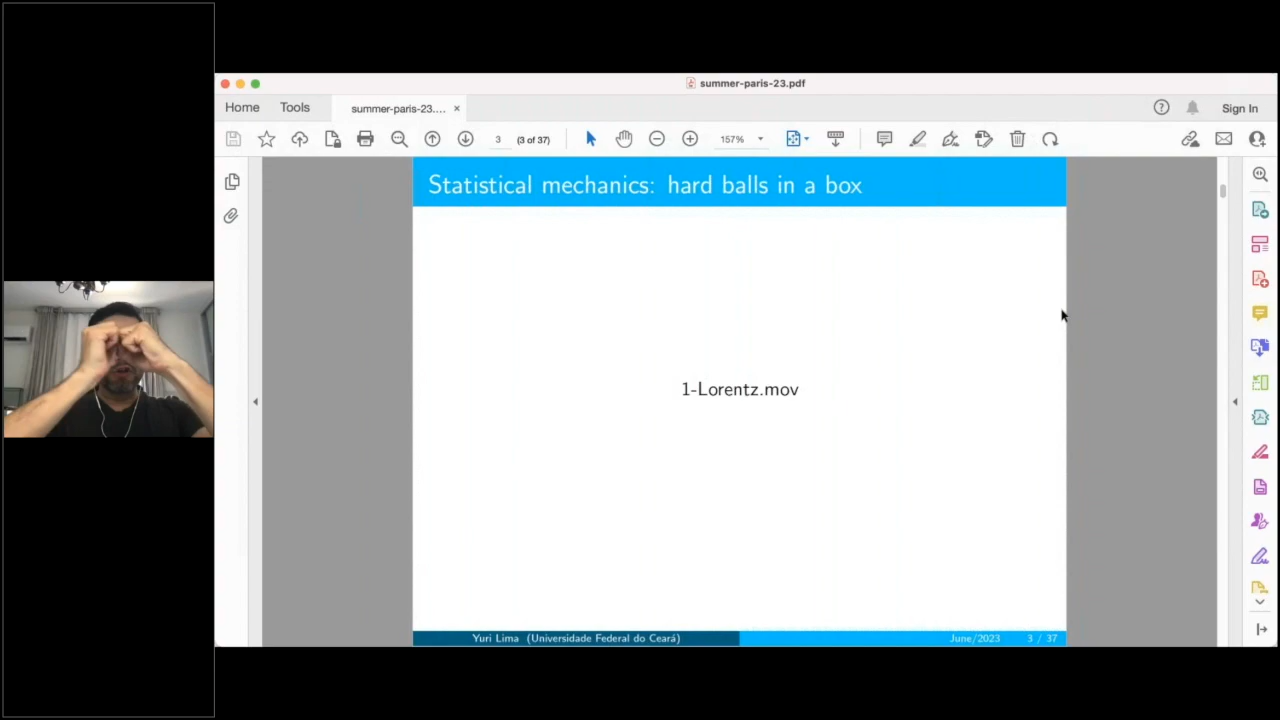 summer-paris-23.pdf
Home Tools summer-paris-23.... × ? Sign In
3 (3 of 37) 157%
Statistical mechanics: hard balls in a box
1-Lorentz.mov
Yuri Lima (Universidade Federal do Ceará) June/2023 3 / 37